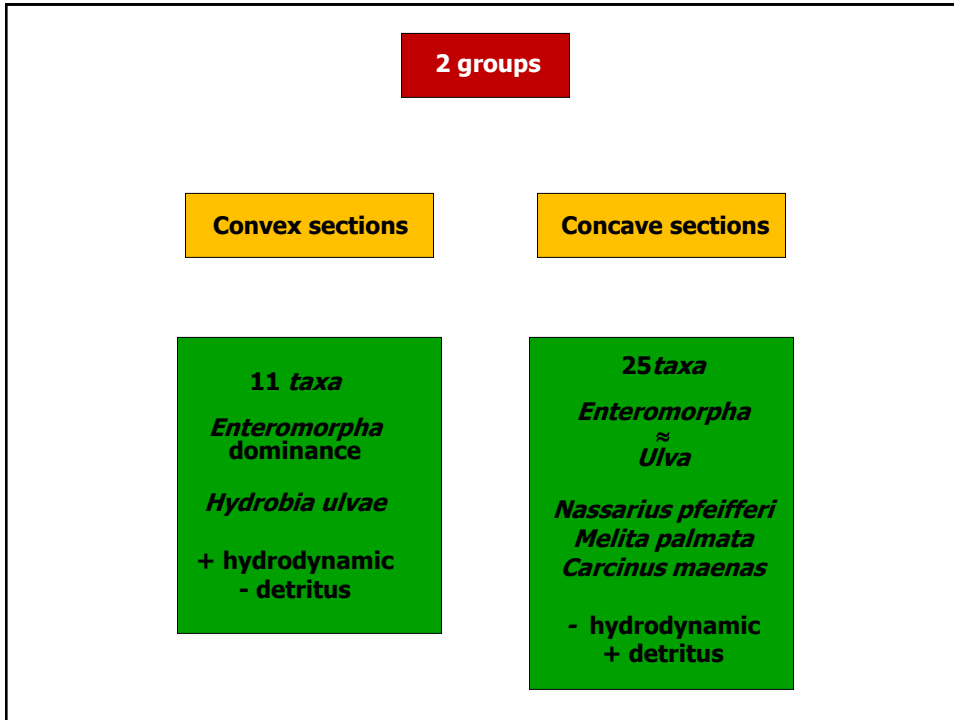 2 groups
Convex sections
Concave sections
11 taxa
Enteromorpha
dominance
Hydrobia ulvae
+ hydrodynamic
- detritus
25taxa
Enteromorpha
≈
Ulva
Nassarius pfeifferi
Melita palmata
Carcinus maenas
- hydrodynamic
+ detritus